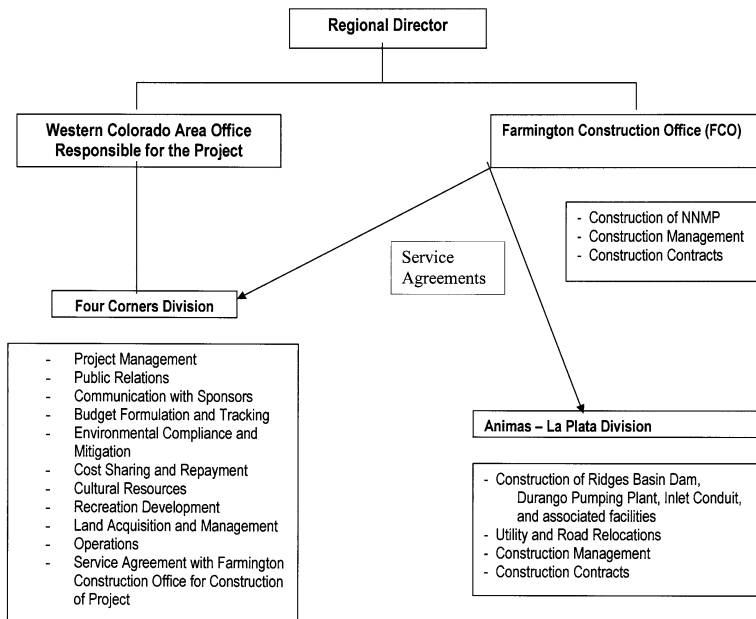 Regional Director
Western Colorado Area Office
Responsible for the Project
Farmington Construction Office (FCO)
- Construction of NNMP
- Construction Management
- Construction Contracts
Service
Agreements
Four Corners Division
- Project Management
- Public Relations
- Communication with Sponsors
- Budget Formulation and Tracking
- Environmental Compliance and
Mitigation
- Cost Sharing and Repayment
- Cultural Resources
- Recreation Development
- Land Acquisition and Management
- Operations
- Service Agreement with Farmington
Construction Office for Construction
of Project
Animas – La Plata Division
- Construction of Ridges Basin Dam,
Durango Pumping Plant, Inlet Conduit,
and associated facilities
- Utility and Road Relocations
- Construction Management
- Construction Contracts